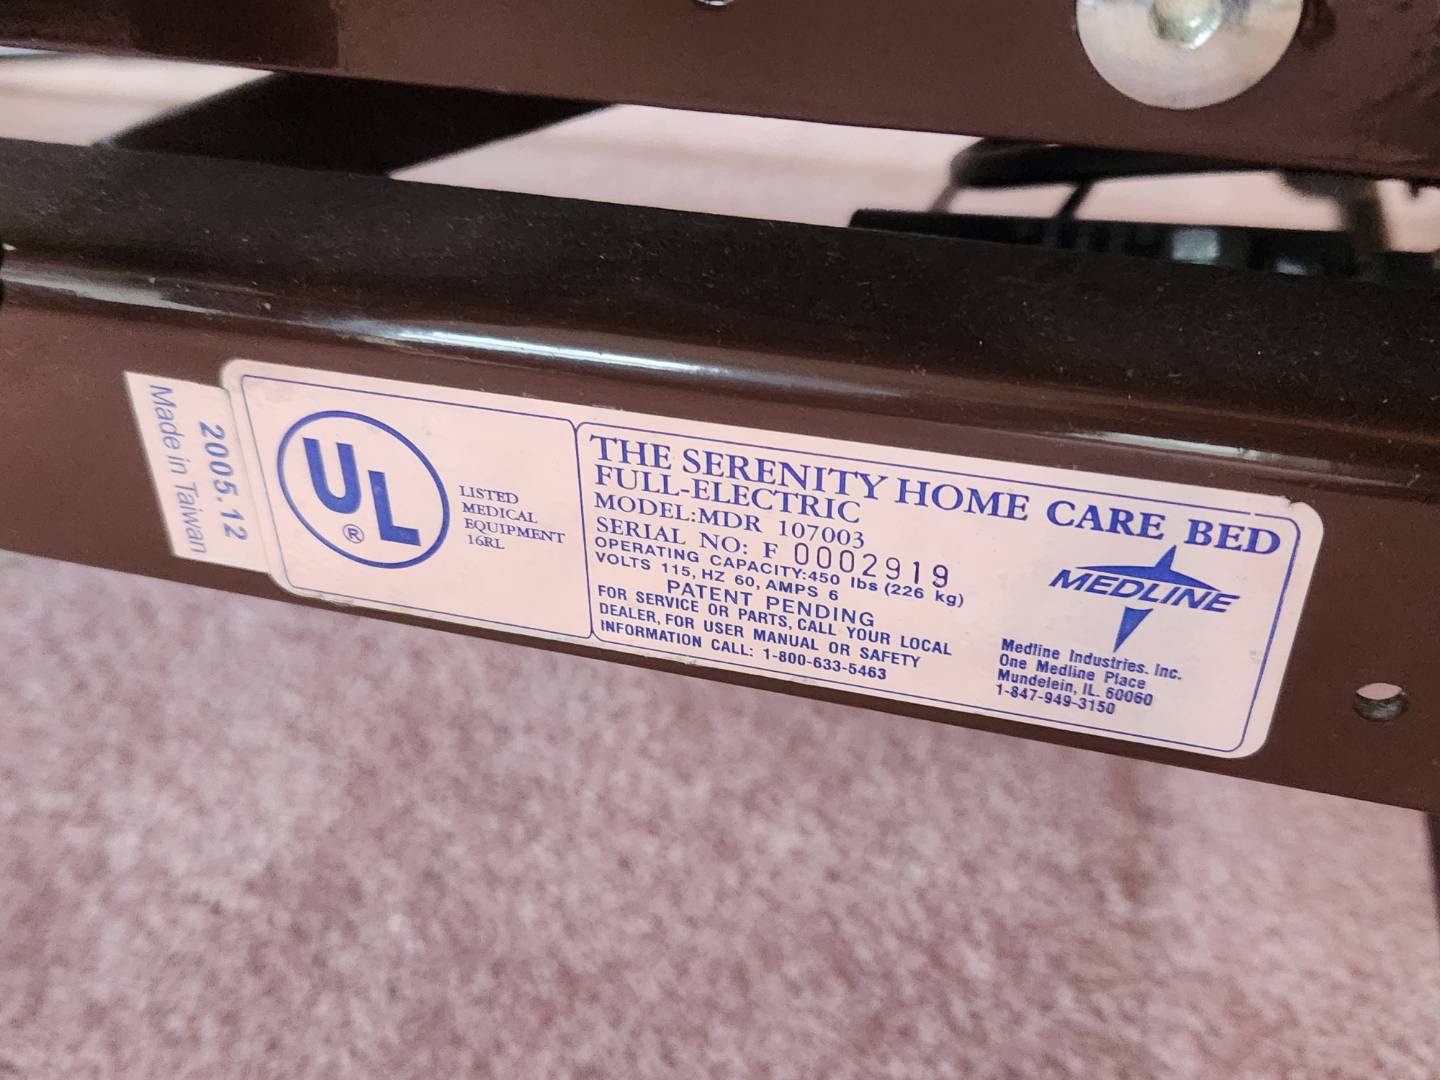 2005.12
Made in Taiwan
UL
®
LISTED
MEDICAL
EQUIPMENT
16RL
THE SERENITY HOME CARE BED
FULL-ELECTRIC
MODEL:MDR 107003
SERIAL NO: F 0002919
OPERATING CAPACITY:450 lbs (226 kg)
VOLTS 115, HZ 60, AMPS 6
PATENT PENDING
FOR SERVICE OR PARTS, CALL YOUR LOCAL
DEALER, FOR USER MANUAL OR SAFETY
INFORMATION CALL: 1-800-633-5463
MEDLINE
Medline Industries. Inc.
One Medline Place
Mundelein, IL. 60060
1-847-949-3150